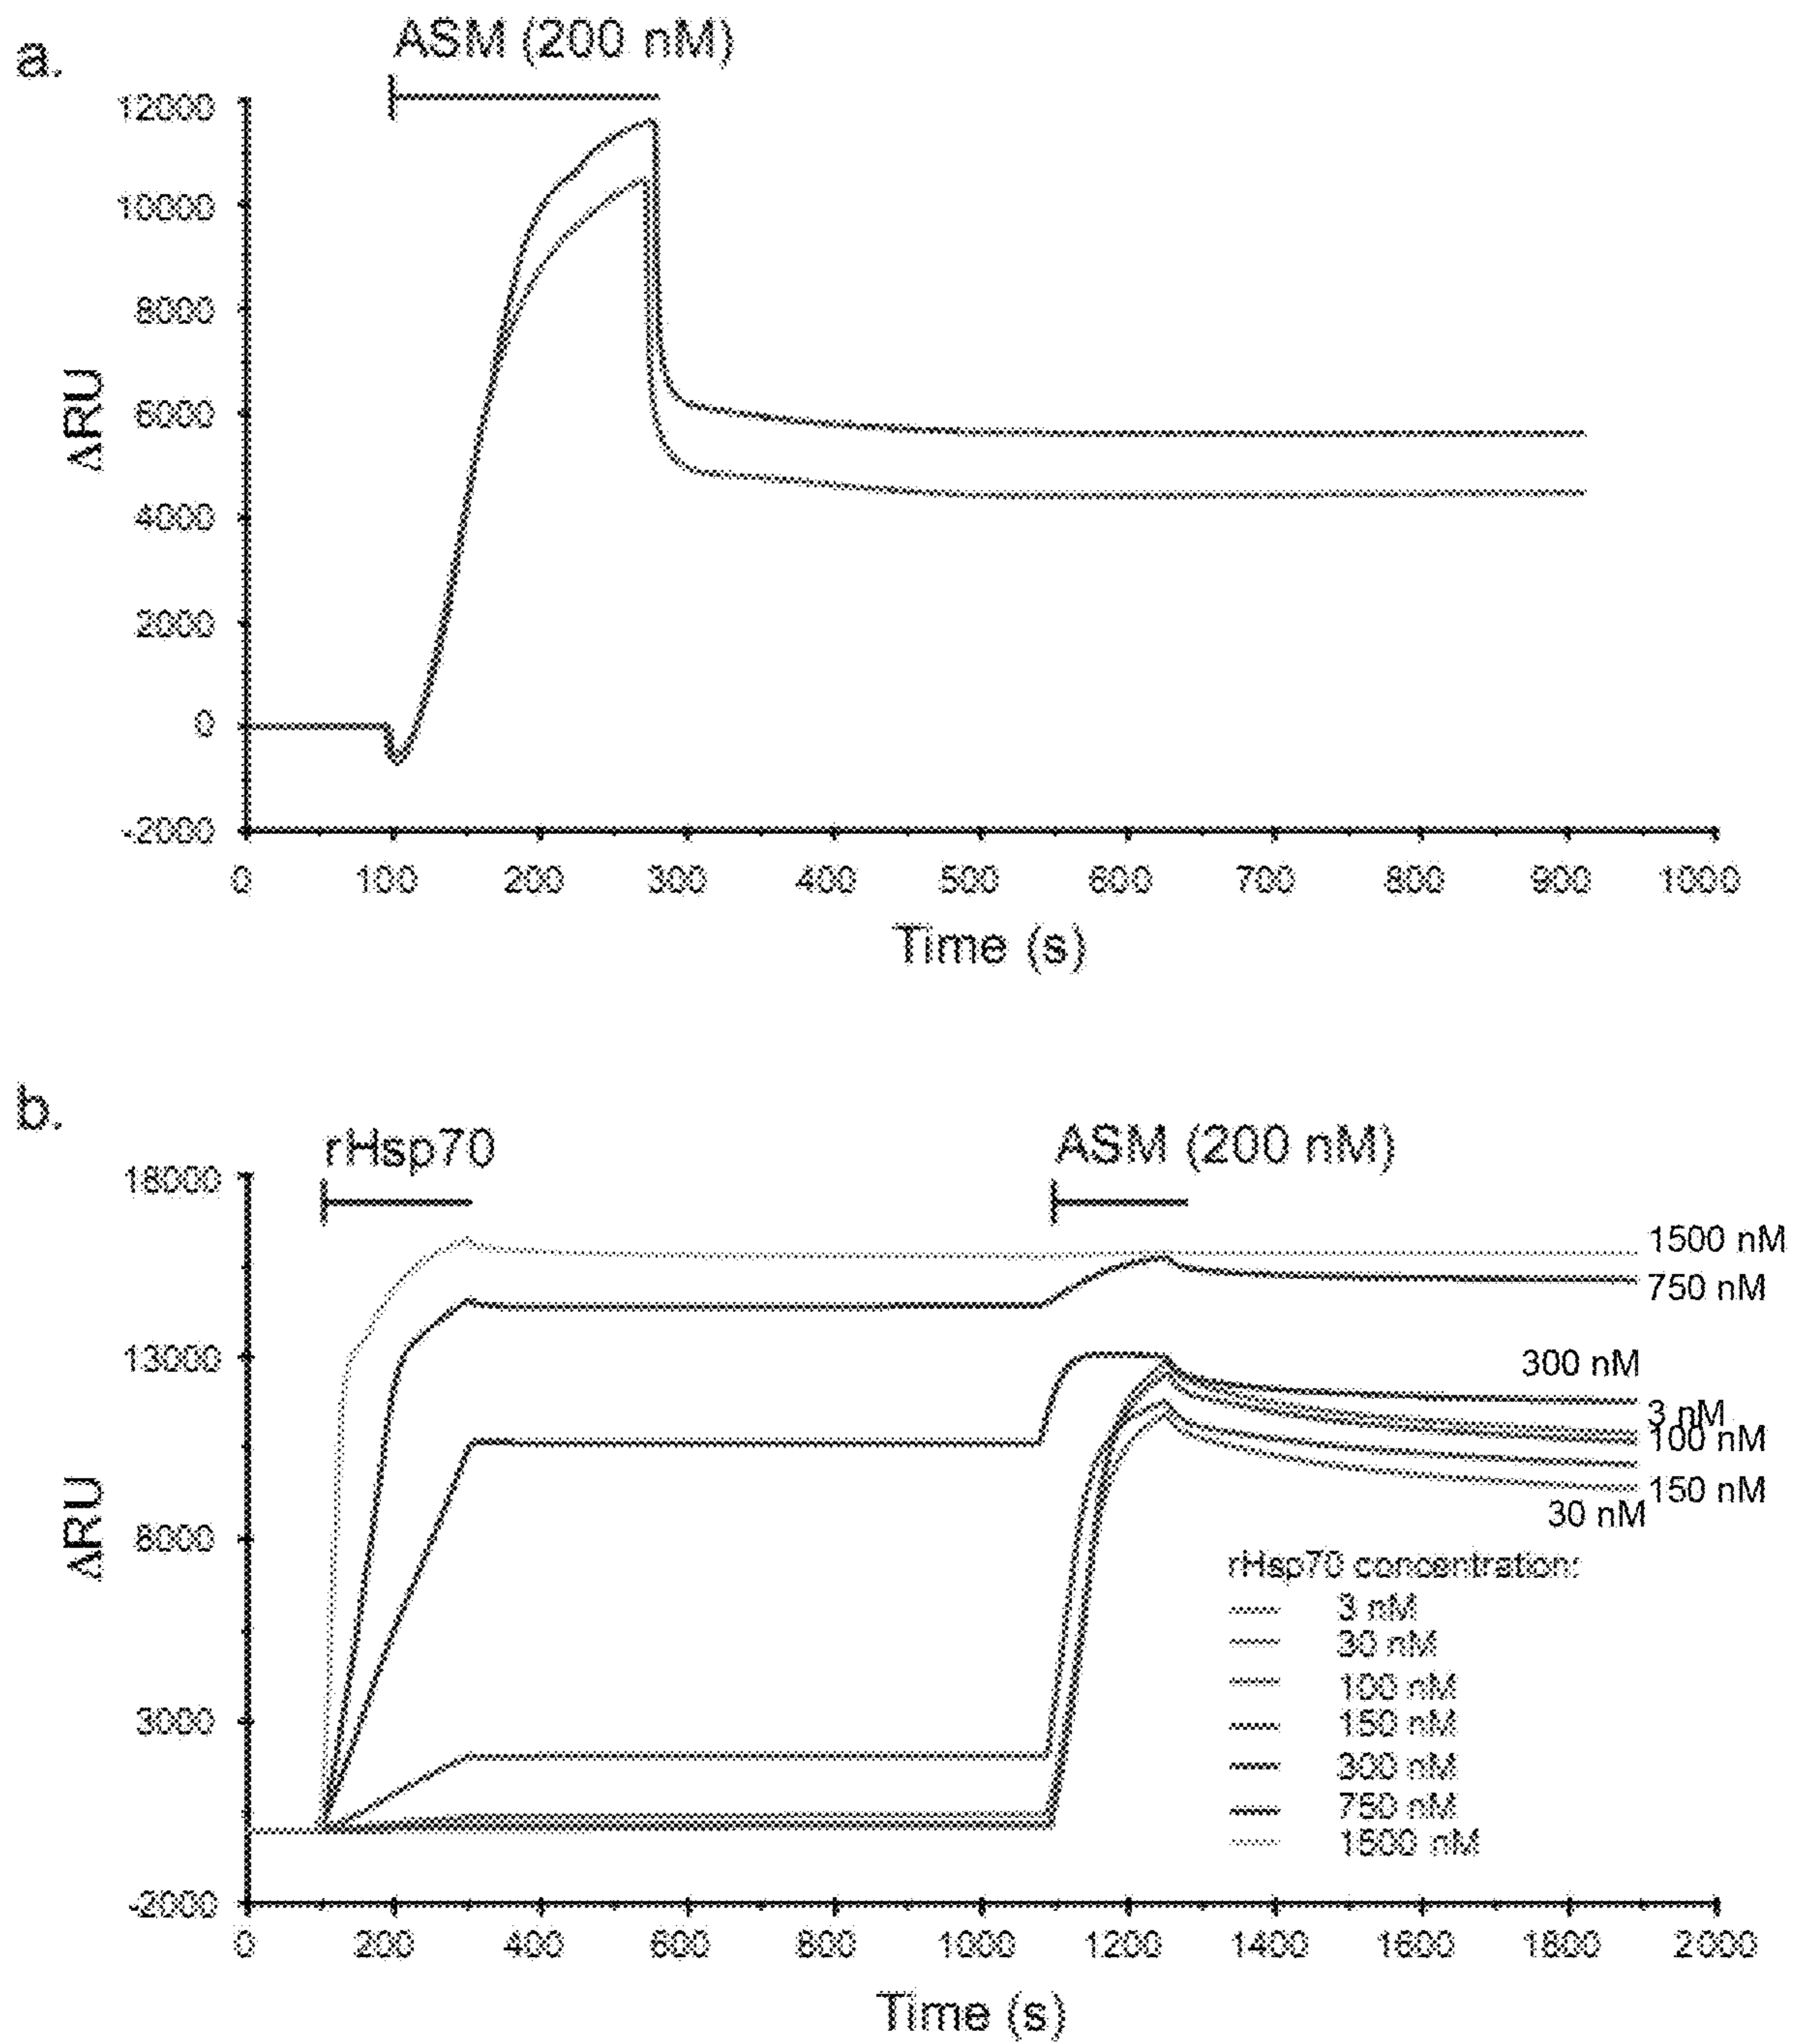 a.
ASM (200 nM)
12000
10000
8000
6000
4000
2000
0
-2000
ΔRU
0 100 200 300 400 500 600 700 800 900 1000
Time (s)
b.
rHsp70
ASM (200 nM)
18000
13000
8000
3000
-2000
ΔRU
1500 nM
750 nM
300 nM
3 nM
100 nM
150 nM
30 nM
rHsp70 concentration:
3 nM
30 nM
100 nM
150 nM
300 nM
750 nM
1500 nM
0 200 400 600 800 1000 1200 1400 1600 1800 2000
Time (s)